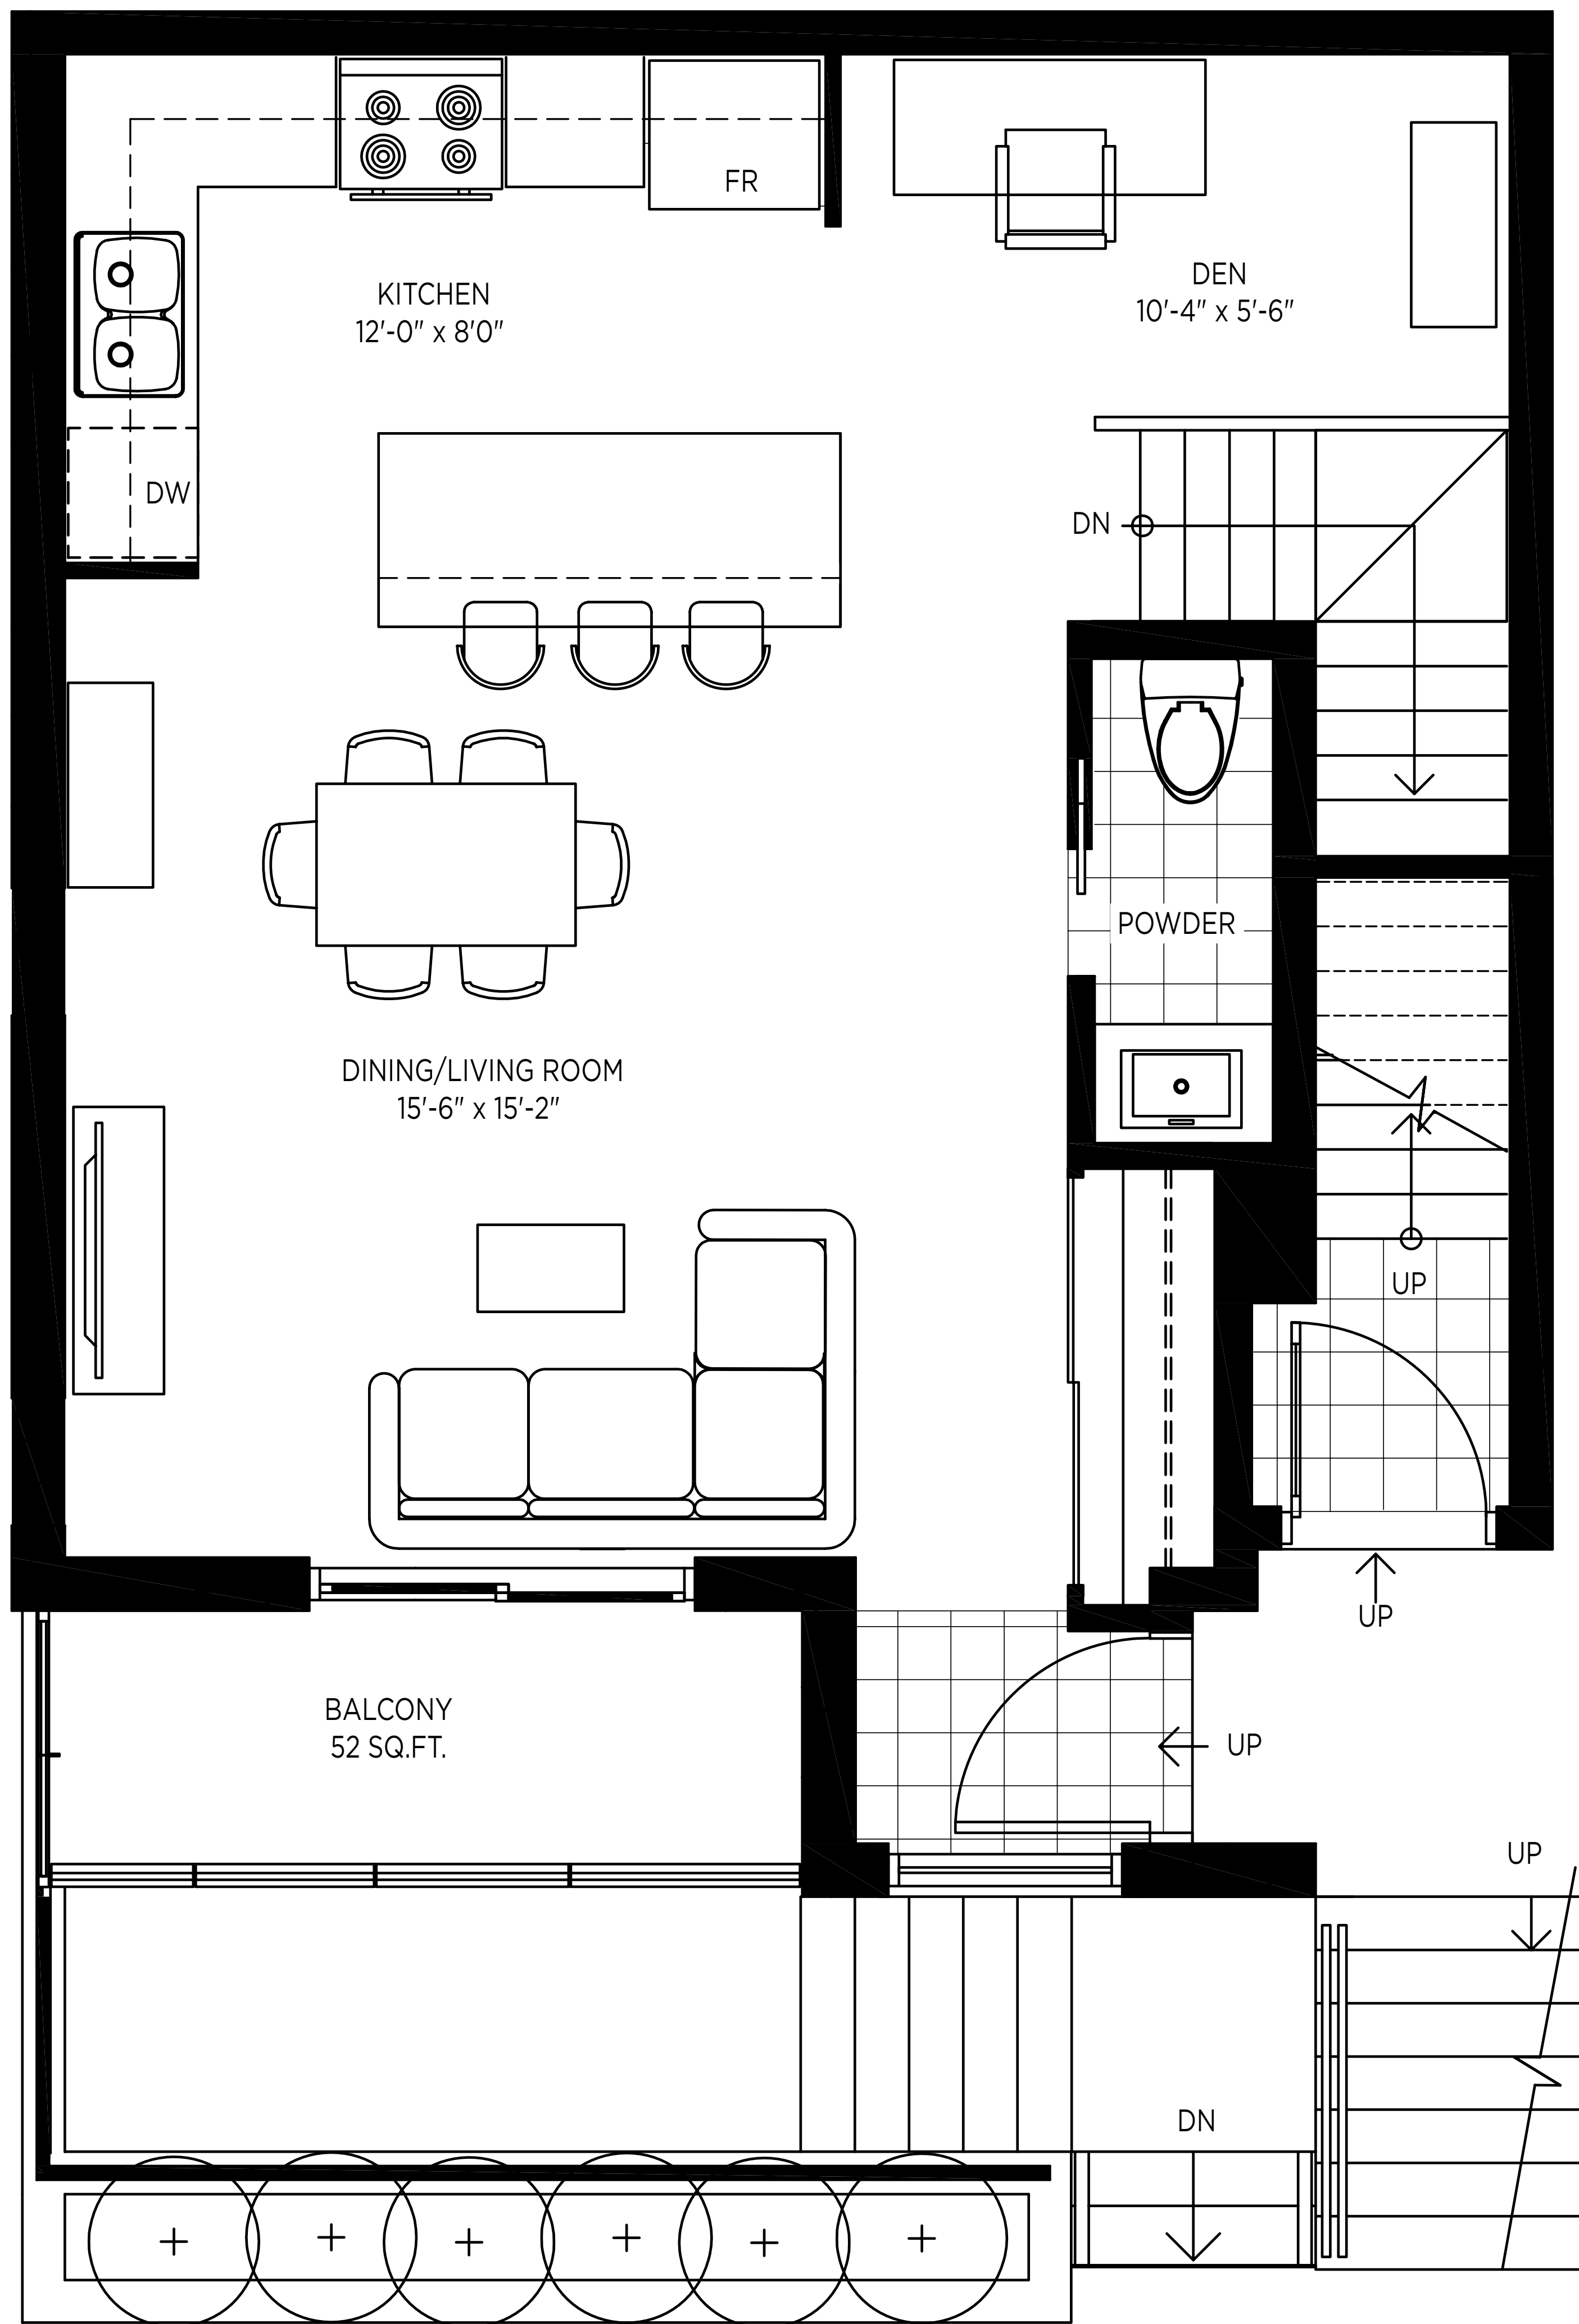 FR
KITCHEN
12'-0" x 8'0"
DEN
10'-4" x 5'-6"
DW
DN
POWDER
DINING/LIVING ROOM
15'-6" x 15'-2"
UP
UP
BALCONY
52 SQ.FT.
UP
UP
DN